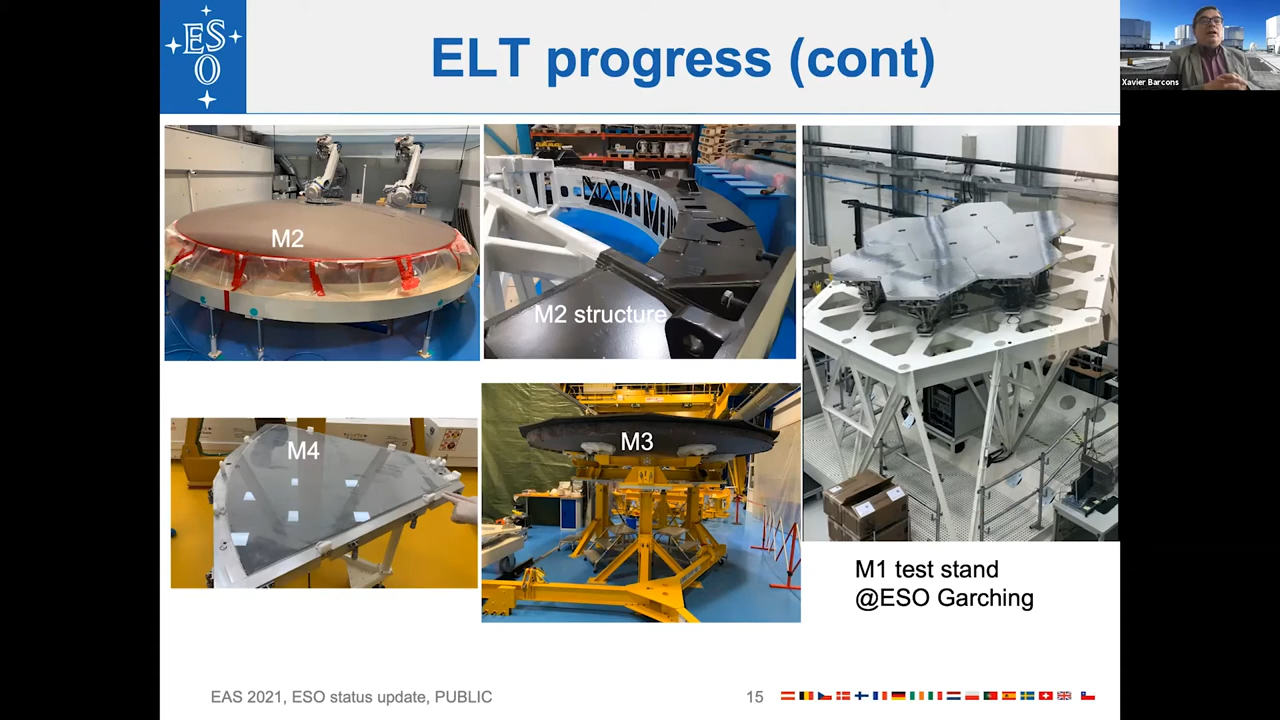 ESO
ELT progress (cont)
Xavier Barcons
M2
M2 structure
M4
M3
M1 test stand
@ESO Garching
EAS 2021, ESO status update, PUBLIC
15